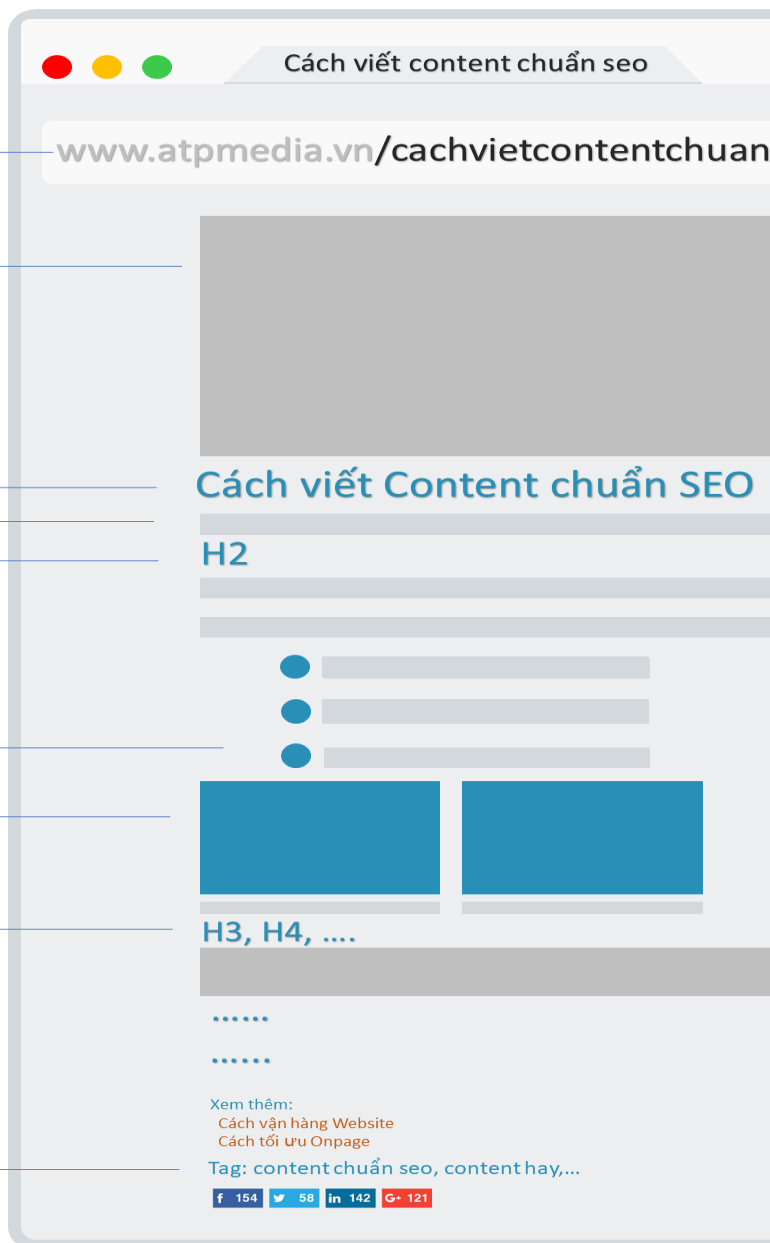 Cách viết content chuẩn seo
www.atpmedia.vn/cachvietcontentchuan
Cách viết Content chuẩn SEO
H2
H3, H4, ....
......
......
Xem thêm:
Cách vận hàng Website
Cách tối ưu Onpage
Tag: content chuẩn seo, content hay,...
f 154 58 in 142 G+ 121